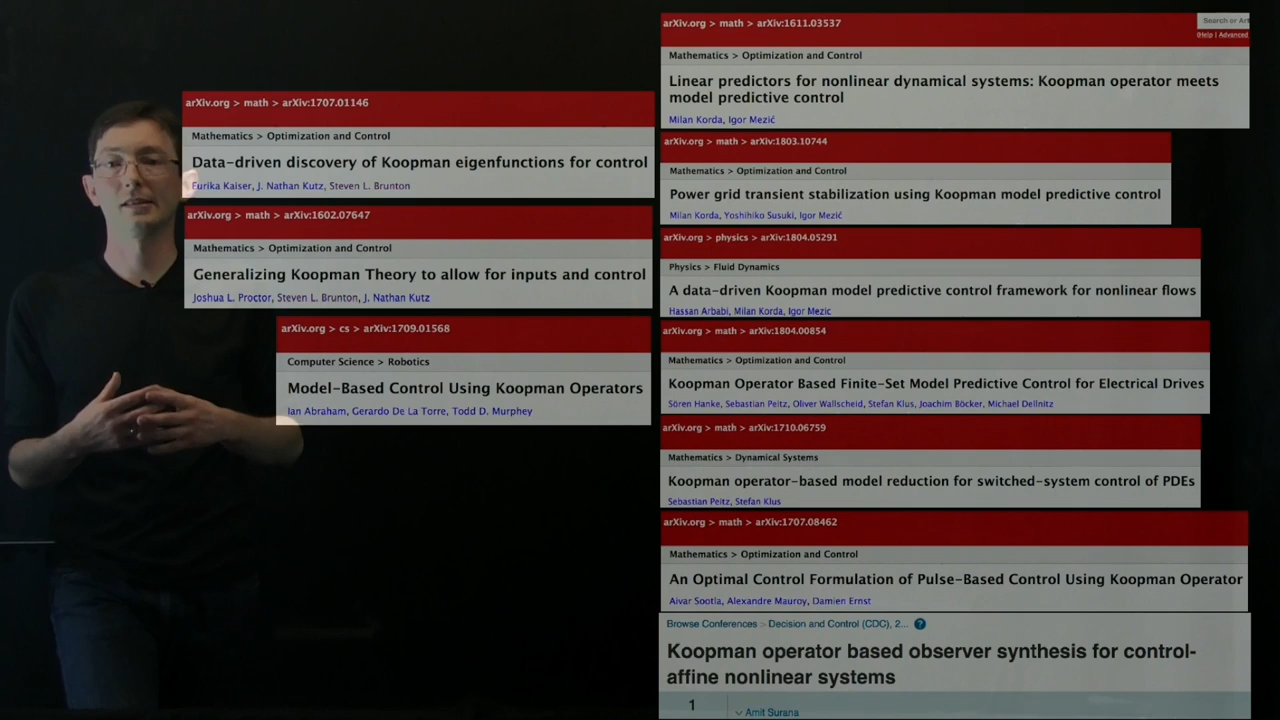 arXiv.org > math > arXiv:1707.01146
Mathematics > Optimization and Control
Data-driven discovery of Koopman eigenfunctions for control
Eurika Kaiser, J. Nathan Kutz, Steven L. Brunton
arXiv.org > math > arXiv:1602.07647
Mathematics > Optimization and Control
Generalizing Koopman Theory to allow for inputs and control
Joshua L. Proctor, Steven L. Brunton, J. Nathan Kutz
arXiv.org > cs > arXiv:1709.01568
Computer Science > Robotics
Model-Based Control Using Koopman Operators
Ian Abraham, Gerardo De La Torre, Todd D. Murphey
arXiv.org > math > arXiv:1611.03537
Search or Art
(Help | Advanced
Mathematics > Optimization and Control
Linear predictors for nonlinear dynamical systems: Koopman operator meets
model predictive control
Milan Korda, Igor Mezić
arXiv.org > math > arXiv:1803.10744
Mathematics > Optimization and Control
Power grid transient stabilization using Koopman model predictive control
Milan Korda, Yoshihiko Susuki, Igor Mezić
arXiv.org > physics > arXiv:1804.05291
Physics > Fluid Dynamics
A data-driven Koopman model predictive control framework for nonlinear flows
Hassan Arbabi, Milan Korda, Igor Mezic
arXiv.org > math > arXiv:1804.00854
Mathematics > Optimization and Control
Koopman Operator Based Finite-Set Model Predictive Control for Electrical Drives
Sören Hanke, Sebastian Peitz, Oliver Wallscheid, Stefan Klus, Joachim Böcker, Michael Dellnitz
arXiv.org > math > arXiv:1710.06759
Mathematics > Dynamical Systems
Koopman operator-based model reduction for switched-system control of PDEs
Sebastian Peitz, Stefan Klus
arXiv.org > math > arXiv:1707.08462
Mathematics > Optimization and Control
An Optimal Control Formulation of Pulse-Based Control Using Koopman Operator
Aivar Sootla, Alexandre Mauroy, Damien Ernst
Browse Conferences > Decision and Control (CDC), 2... ?
Koopman operator based observer synthesis for control-
affine nonlinear systems
1
Amit Surana